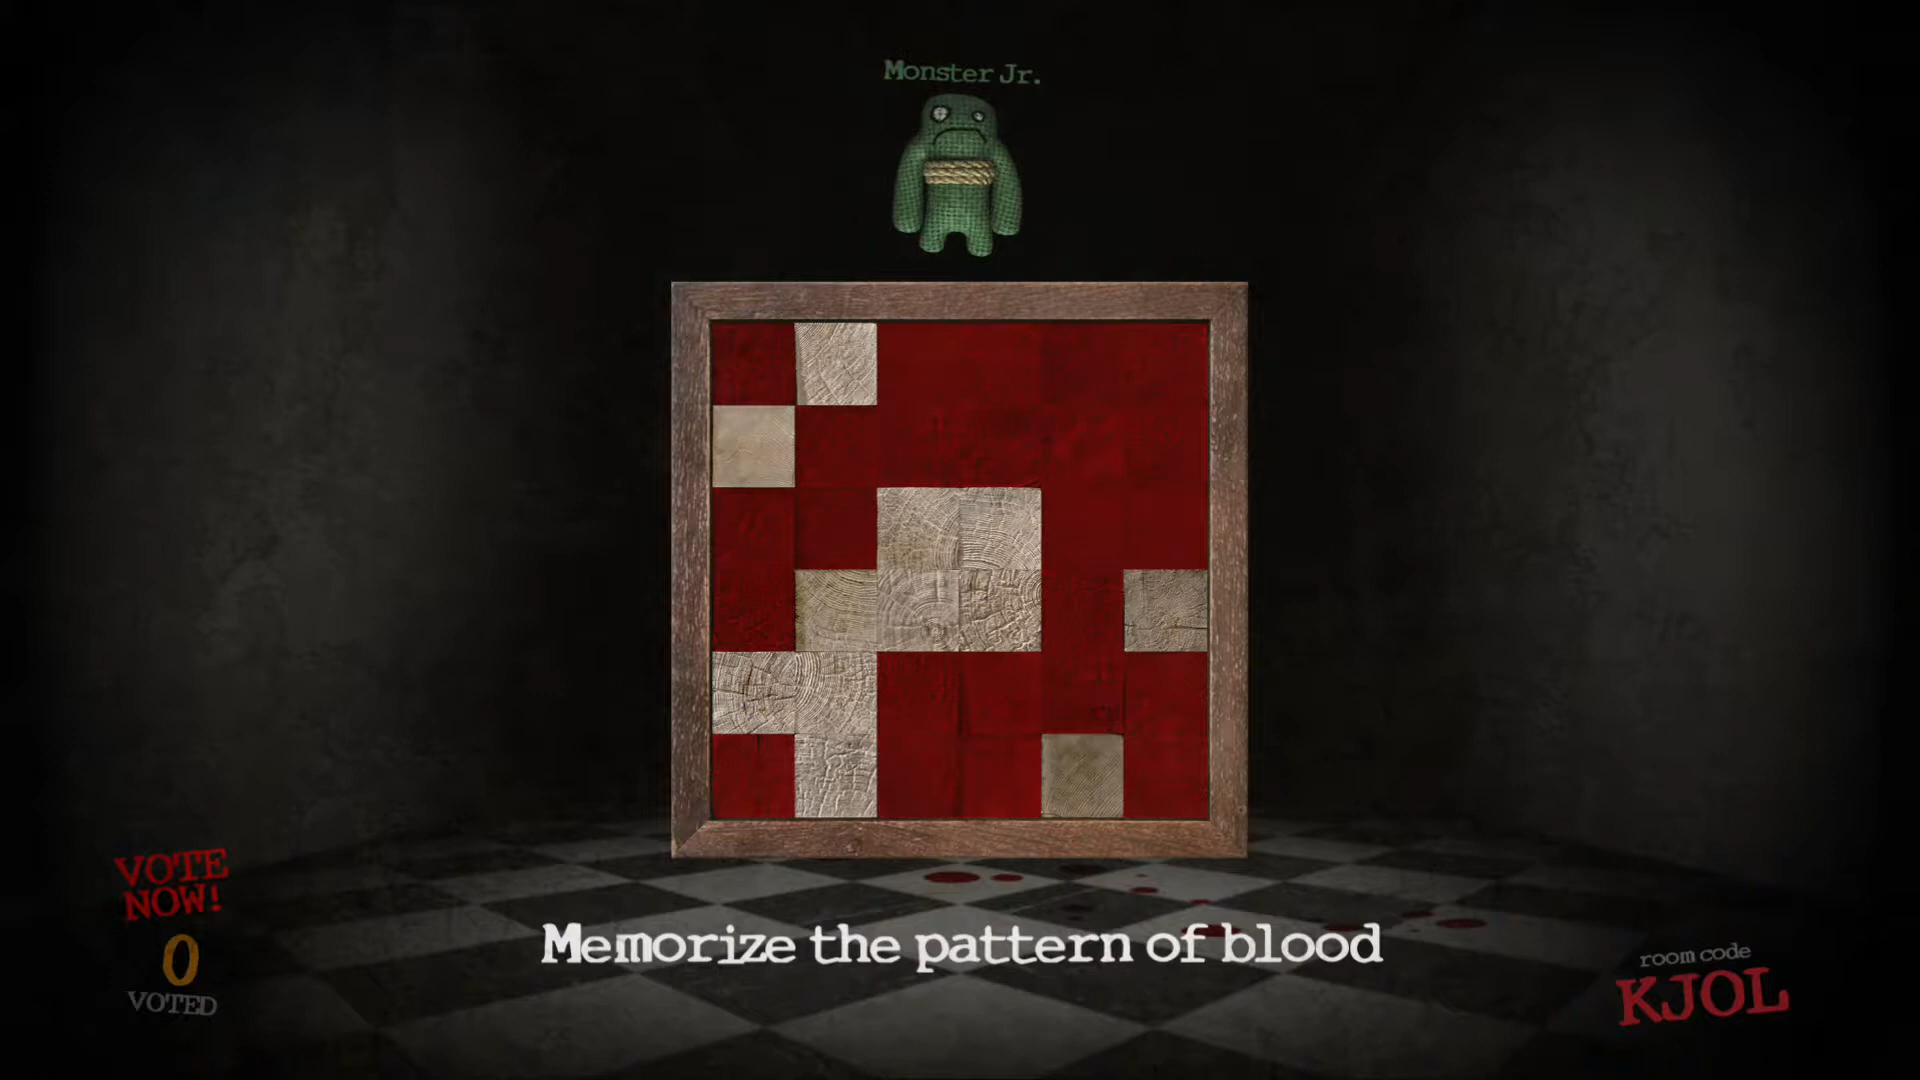 Monster Jr.
VOTE
NOW!
0
VOTED
Memorize the pattern of blood
room code
KJOL